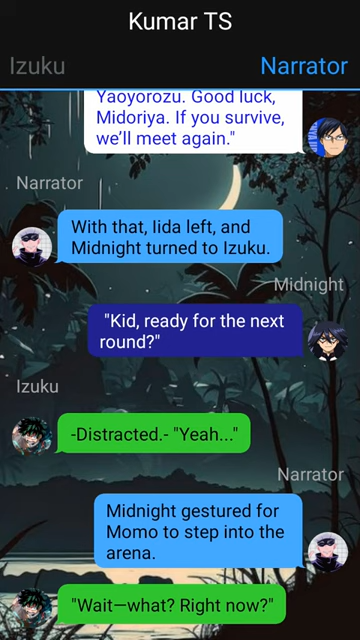 Kumar TS
Izuku
Narrator
Yaoyorozu. Good luck,
Midoriya. If you survive,
we'll meet again."
Narrator
With that, Iida left, and
Midnight turned to Izuku.
Midnight
"Kid, ready for the next
round?"
Izuku
-Distracted.- "Yeah..."
Narrator
Midnight gestured for
Momo to step into the
arena.
"Wait—what? Right now?"